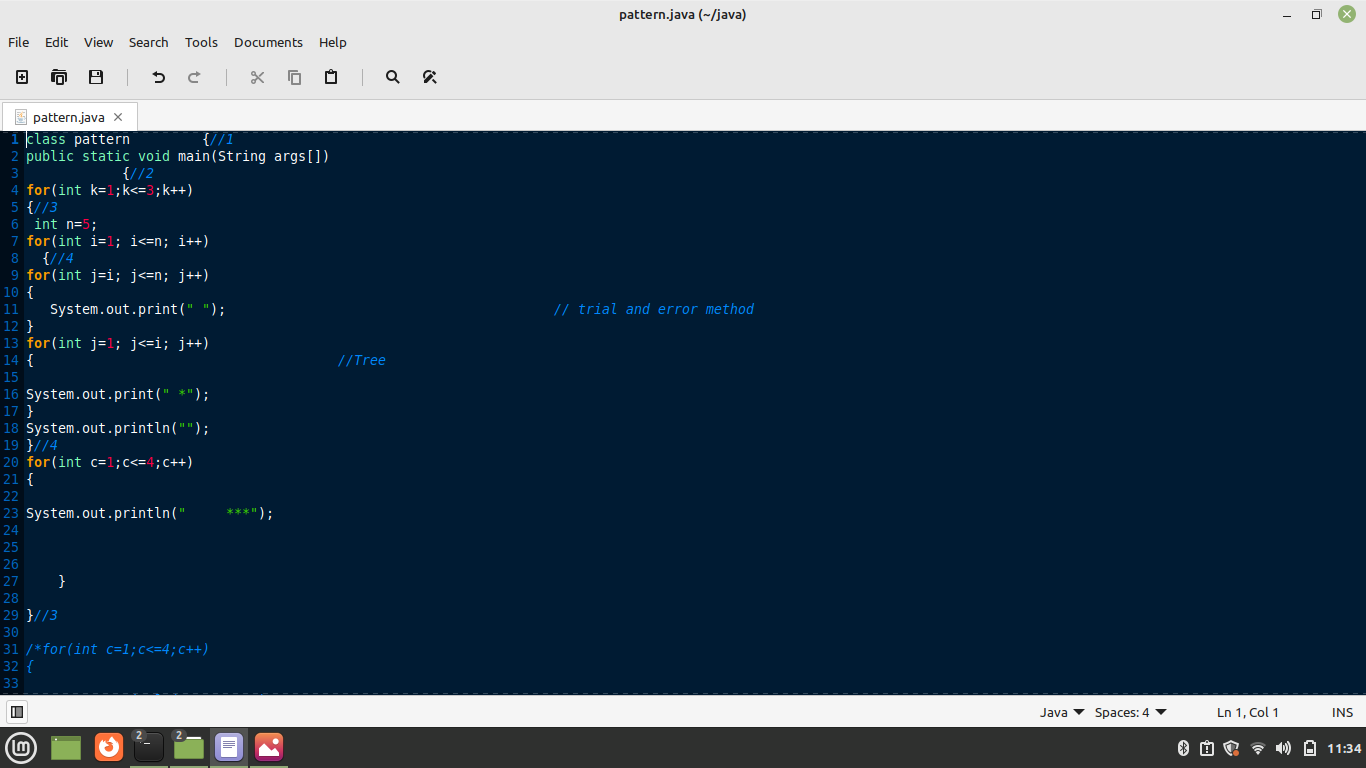 pattern.java (~/java)
File Edit View Search Tools Documents Help
pattern.java
1 class pattern         {//1
2 public static void main(String args[])
3             {//2
4 for(int k=1;k<=3;k++)
5 {//3
6  int n=5;
7 for(int i=1; i<=n; i++)
8   {//4
9 for(int j=i; j<=n; j++)
10 {
11    System.out.print(" ");                                         // trial and error method
12 }
13 for(int j=1; j<=i; j++)
14 {                                      //Tree
15
16 System.out.print(" *");
17 }
18 System.out.println("");
19 }//4
20 for(int c=1;c<=4;c++)
21 {
22
23 System.out.println("     ***");
24
25
26
27     }
28
29 }//3
30
31 /*for(int c=1;c<=4;c++)
32 {
33
Java Spaces: 4 Ln 1, Col 1 INS
2 2 11:34